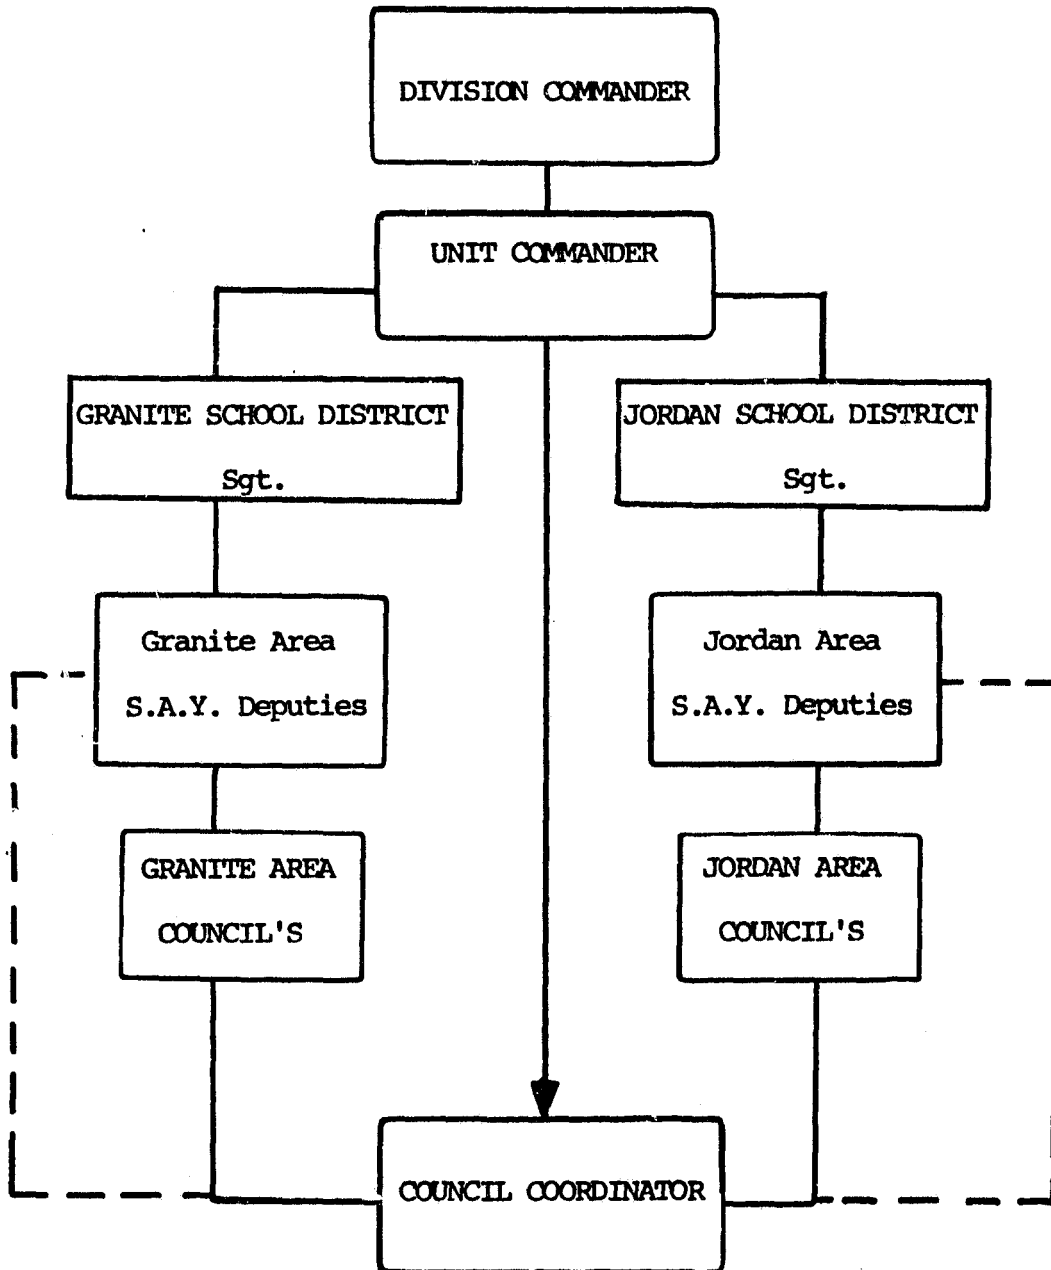 DIVISION COMMANDER
UNIT COMMANDER
GRANITE SCHOOL DISTRICT
Sgt.
JORDAN SCHOOL DISTRICT
Sgt.
Granite Area
S.A.Y. Deputies
Jordan Area
S.A.Y. Deputies
GRANITE AREA
COUNCIL'S
JORDAN AREA
COUNCIL'S
COUNCIL COORDINATOR